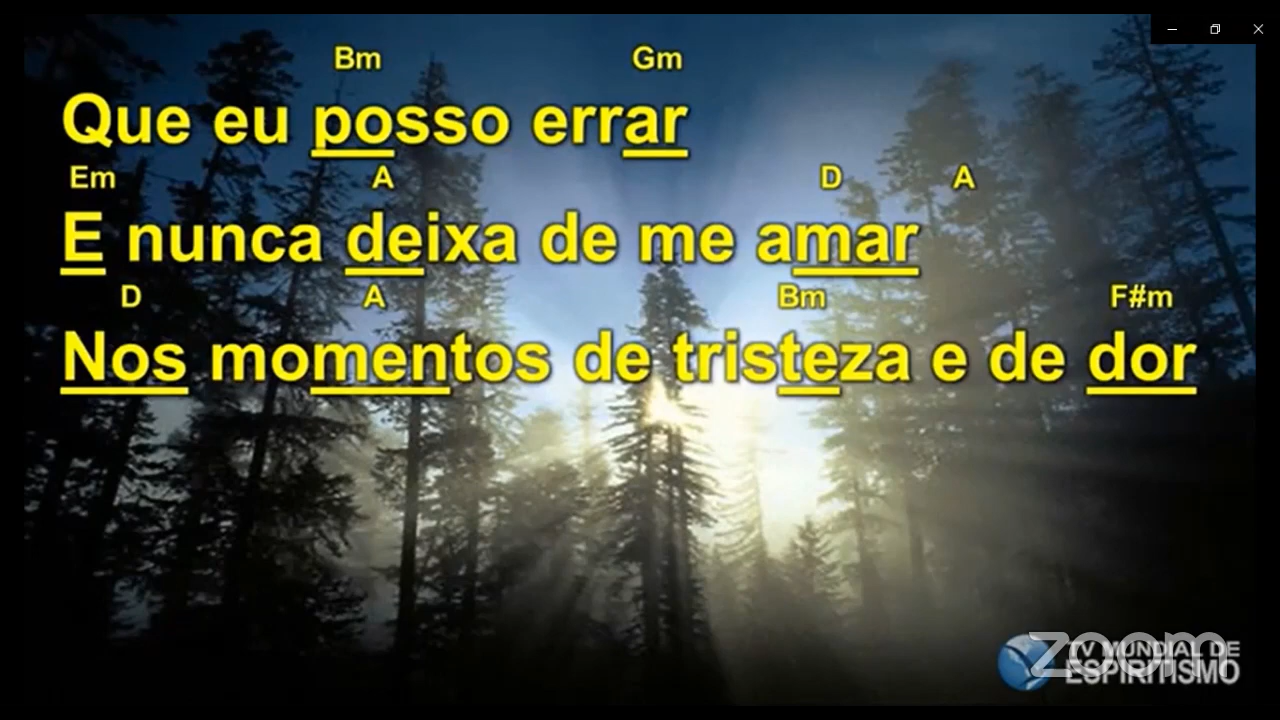 Bm Gm
Que eu posso errar
Em A D A
E nunca deixa de me amar
D A Bm F#m
Nos momentos de tristeza e de dor
zoom
TV MUNDIAL DE
ESPIRITISMO